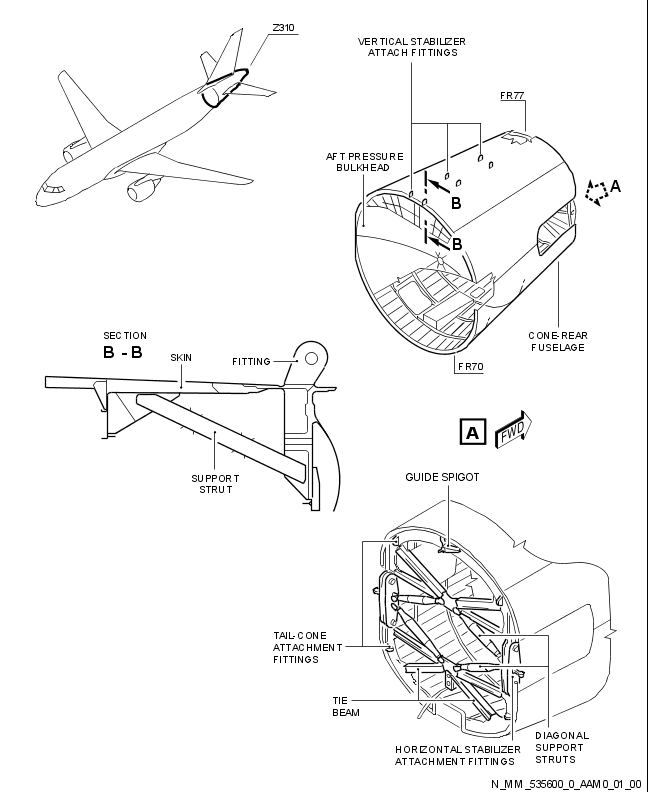 Z310
VERTICAL STABILIZER
ATTACH FITTINGS
FR77
AFT PRESSURE
BULKHEAD
A
B
B
CONE-REAR
FUSELAGE
FR70
SECTION
B - B
SKIN
FITTING
SUPPORT
STRUT
A
FWD
GUIDE SPIGOT
TAIL-CONE
ATTACHMENT
FITTINGS
TIE
BEAM
HORIZONTAL STABILIZER
ATTACHMENT FITTINGS
DIAGONAL
SUPPORT
STRUTS
N_MM_535600_0_AAM0_01_00